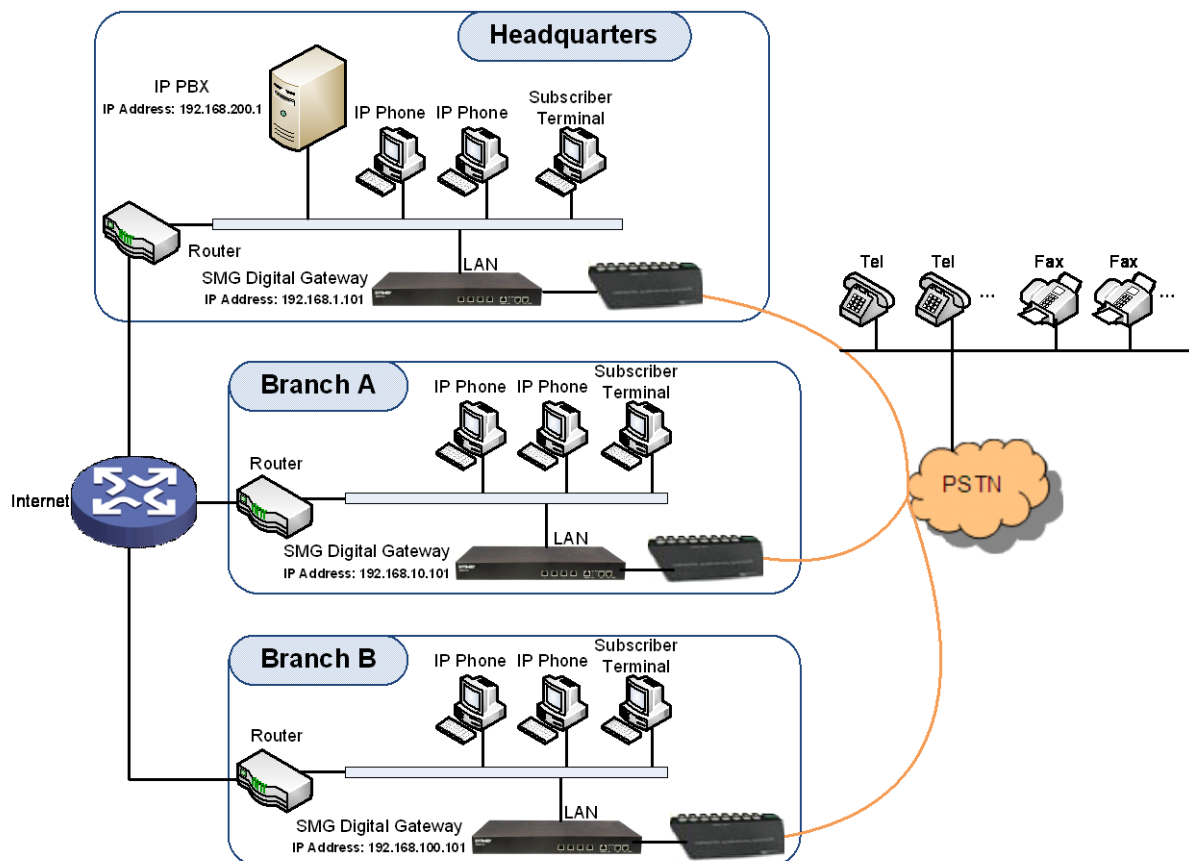 Headquarters
IP PBX
IP Address: 192.168.200.1
IP Phone
IP Phone
Subscriber
Terminal
Router
LAN
SMG Digital Gateway
IP Address: 192.168.1.101
Tel
Tel
...
Fax
Fax
...
Branch A
IP Phone
IP Phone
Subscriber
Terminal
Router
Internet
LAN
SMG Digital Gateway
IP Address: 192.168.10.101
PSTN
Branch B
IP Phone
IP Phone
Subscriber
Terminal
Router
LAN
SMG Digital Gateway
IP Address: 192.168.100.101